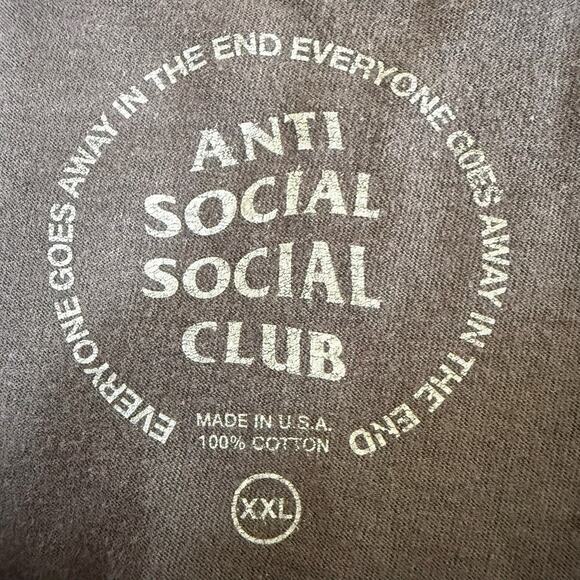 EVERYONE GOES AWAY IN THE END EVERYONE GOES AWAY IN THE END
ANTI
SOCIAL
SOCIAL
CLUB
MADE IN U.S.A.
100% COTTON
XXL